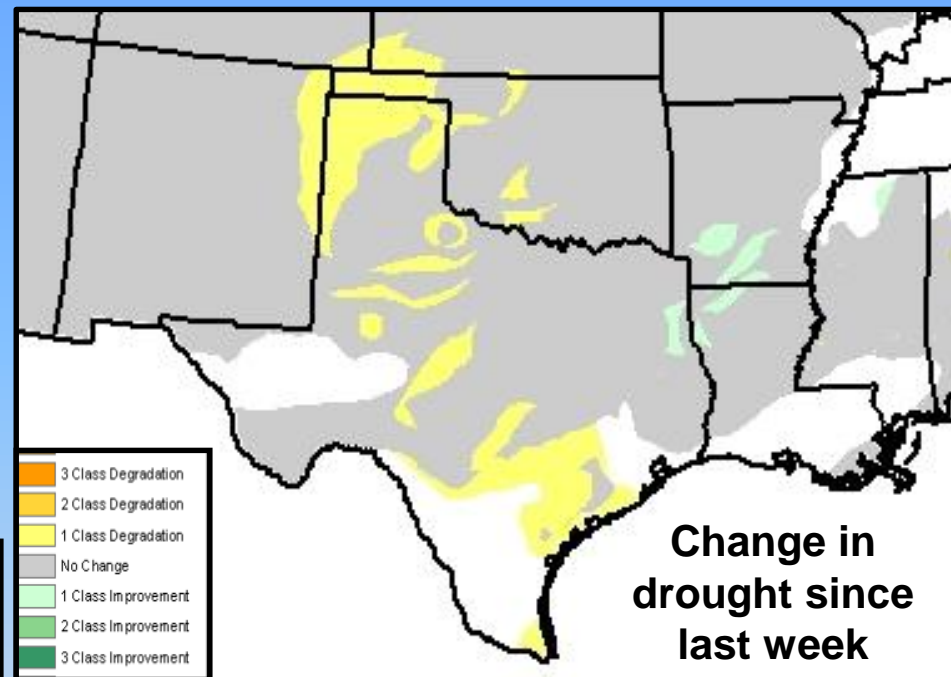 3 Class Degradation
2 Class Degradation
1 Class Degradation
No Change
1 Class Improvement
2 Class Improvement
3 Class Improvement
Change in
drought since
last week